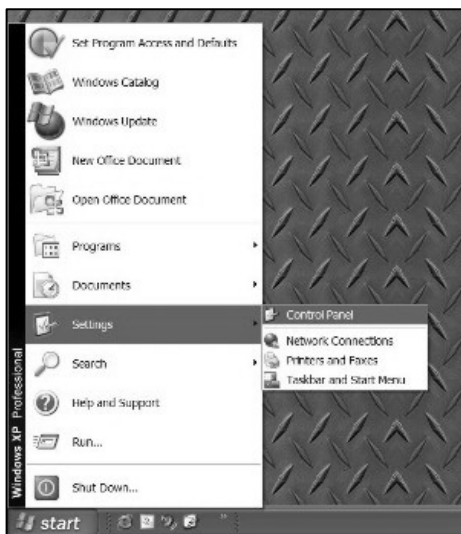 Set Program Access and Defaults
Windows Catalog
Windows Update
New Office Document
Open Office Document
Programs
Documents
Settings
Control Panel
Network Connections
Printers and Faxes
Taskbar and Start Menu
Search
Help and Support
Run...
Shut Down...
Windows XP Professional
start